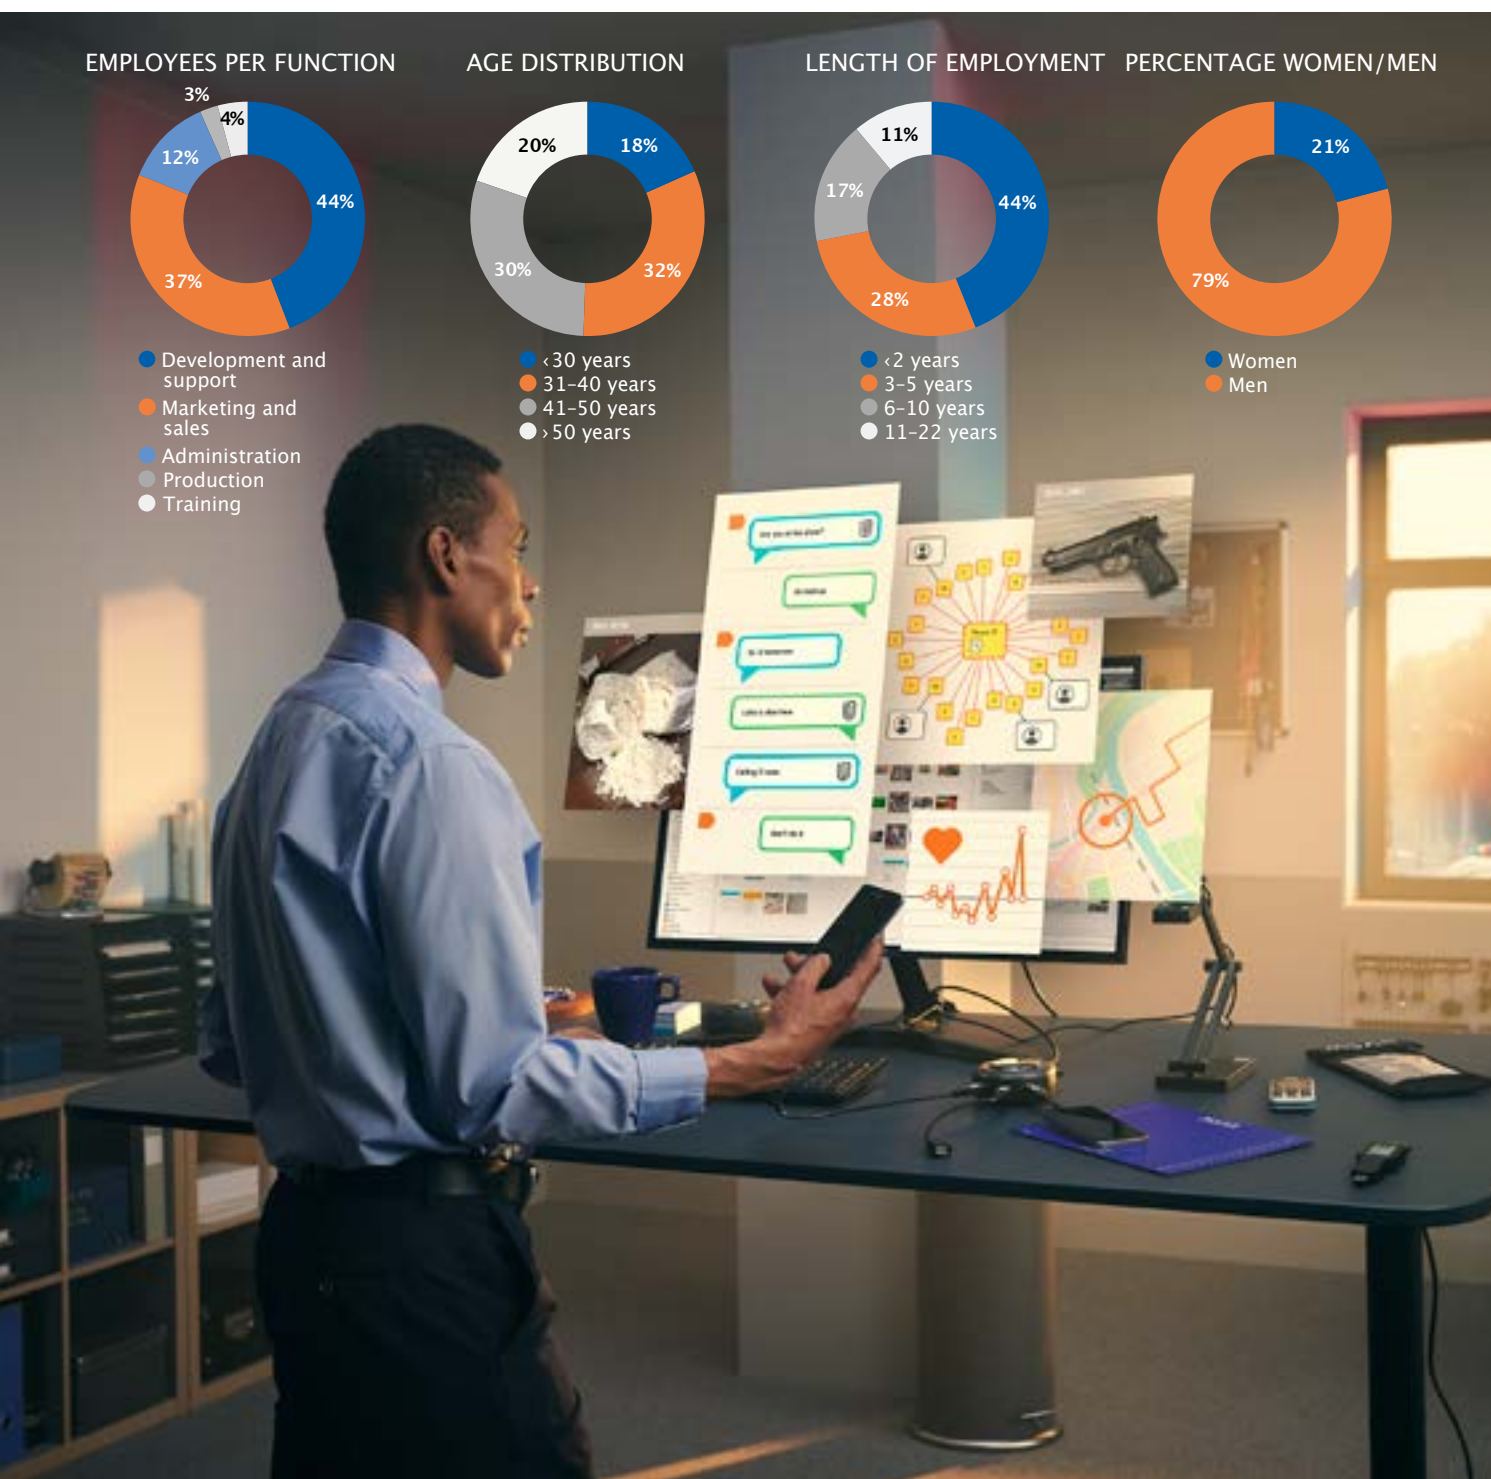 EMPLOYEES PER FUNCTION
3%
4%
12%
44%
37%
Development and
support
Marketing and
sales
Administration
Production
Training
AGE DISTRIBUTION
20%
18%
30%
32%
‹30 years
31–40 years
41–50 years
›50 years
LENGTH OF EMPLOYMENT
11%
17%
44%
28%
‹2 years
3–5 years
6–10 years
11–22 years
PERCENTAGE WOMEN/MEN
21%
79%
Women
Men